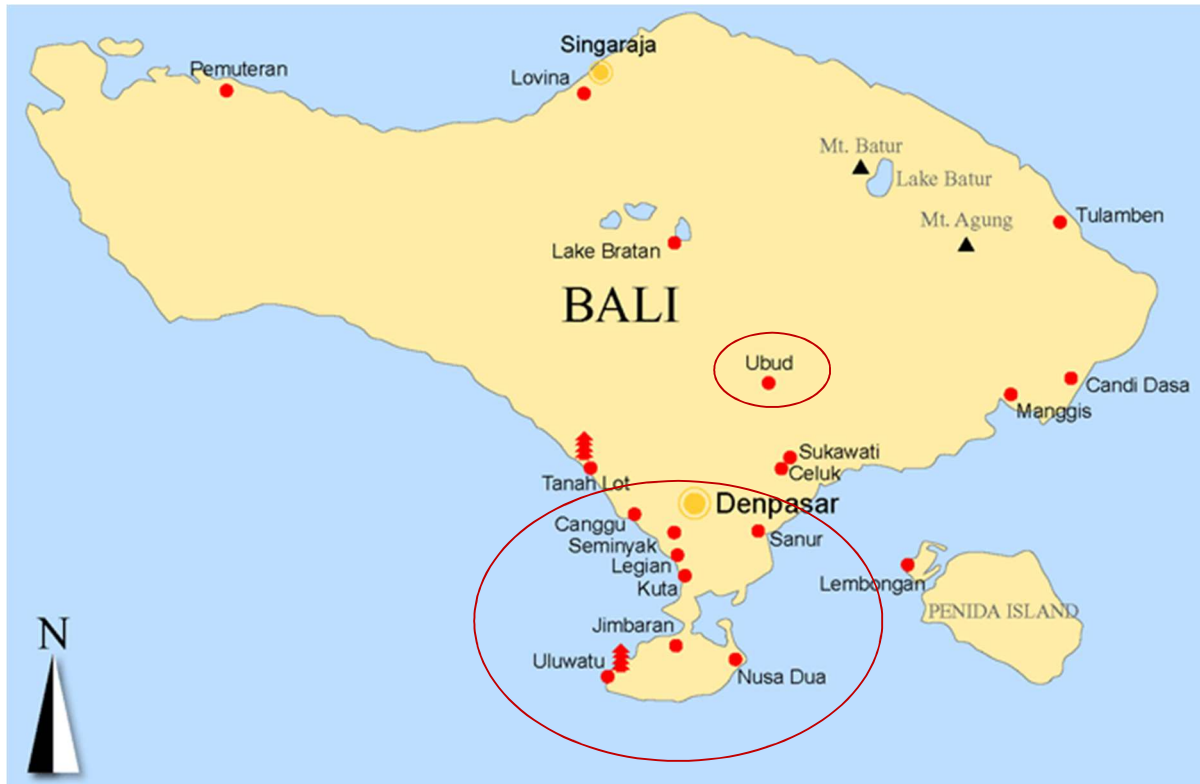 Singaraja
Pemuteran
Lovina
Mt. Batur
Lake Batur
Mt. Agung
Tulamben
Lake Bratan
BALI
Ubud
Candi Dasa
Manggis
Sukawati
Celuk
Tanah Lot
Denpasar
Canggu
Seminyak
Sanur
Legian
Kuta
Lembongan
PENIDA ISLAND
Jimbaran
N
Uluwatu
Nusa Dua